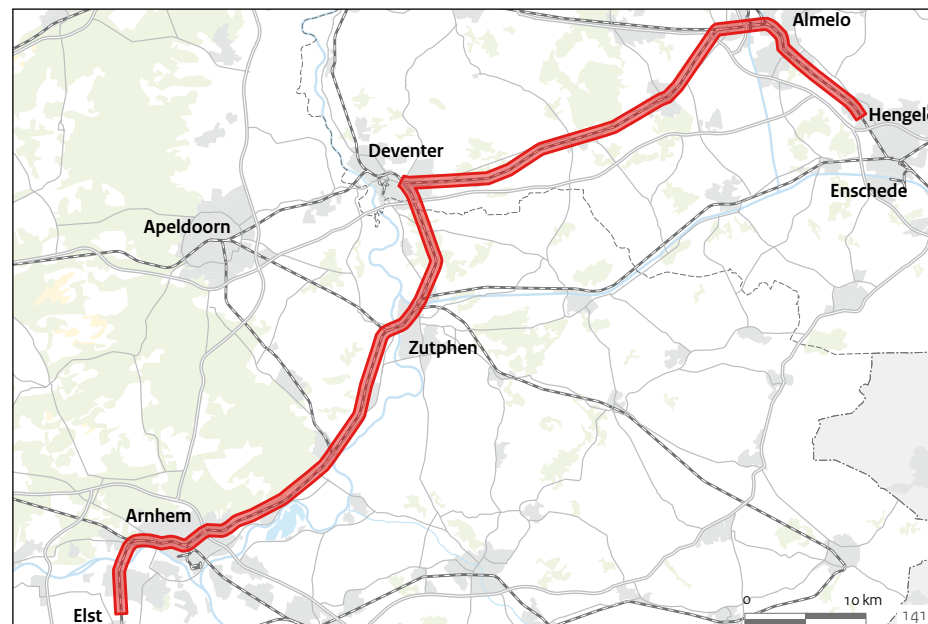 Almelo
Hengelo
Deventer
Enschede
Apeldoorn
Zutphen
Arnhem
Elst
0 10 km
141